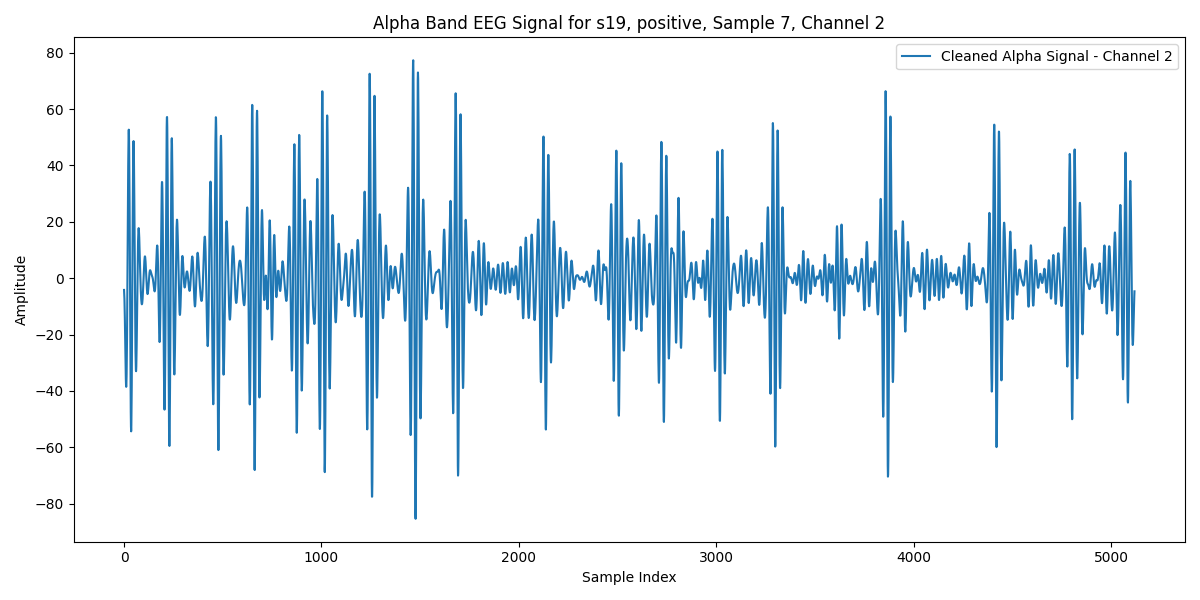 Alpha Band EEG Signal for s19, positive, Sample 7, Channel 2
Cleaned Alpha Signal - Channel 2
Amplitude
80
60
40
20
0
−20
−40
−60
−80
0 1000 2000 3000 4000 5000
Sample Index